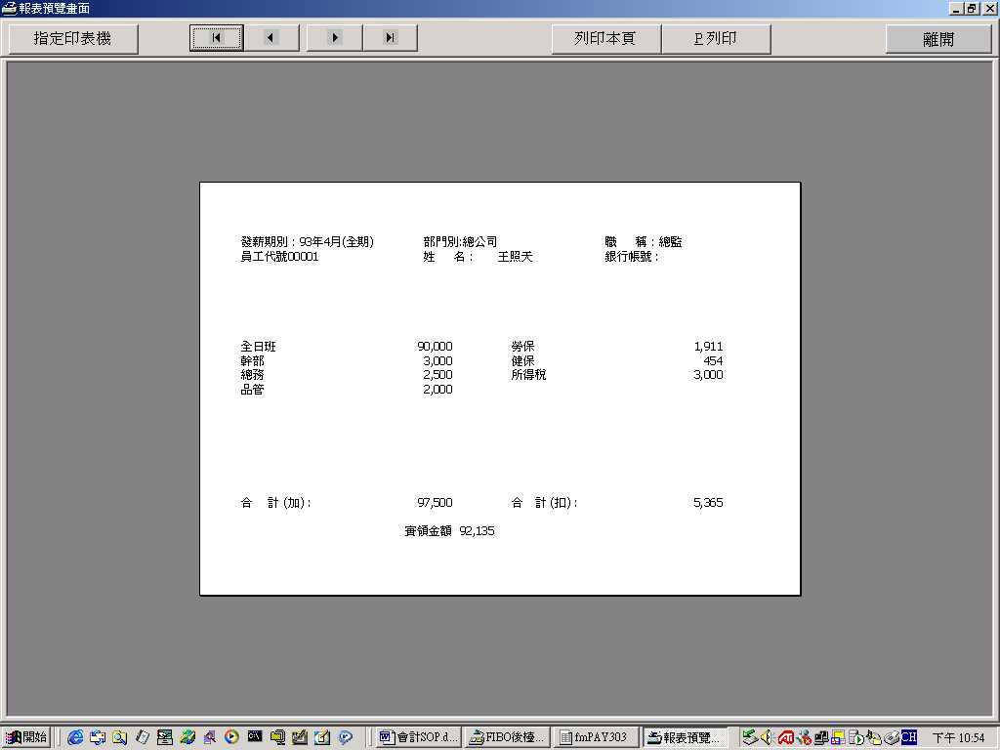 報表預覽畫面
指定印表機 列印本頁 P列印 離開
發薪期別：93年4月(全期) 部門別:總公司 職 稱：總監
員工代號00001 姓 名： 王照天 銀行帳號：
全日班 90,000 勞保 1,911
幹部 3,000 健保 454
總務 2,500 所得稅 3,000
品管 2,000
合 計(加)： 97,500 合 計(扣)： 5,365
實領金額 92,135
開始 會計SOP.d... FIBO後檯... fmPAY303 報表預覽... CH 下午 10:54